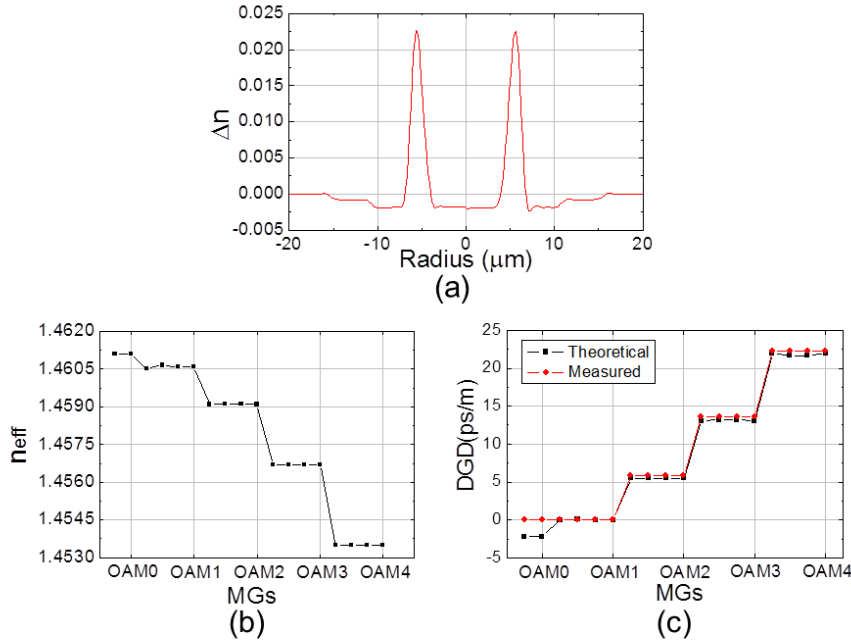 0.025
0.020
0.015
0.010
0.005
0.000
-0.005
Δn
-20 -10 0 10 20
Radius (μm)
(a)
1.4620
1.4605
1.4590
1.4575
1.4560
1.4545
1.4530
neff
OAM0 OAM1 OAM2 OAM3 OAM4
MGs
(b)
25
20
15
10
5
0
-5
DGD(ps/m)
Theoretical
Measured
OAM0 OAM1 OAM2 OAM3 OAM4
MGs
(c)